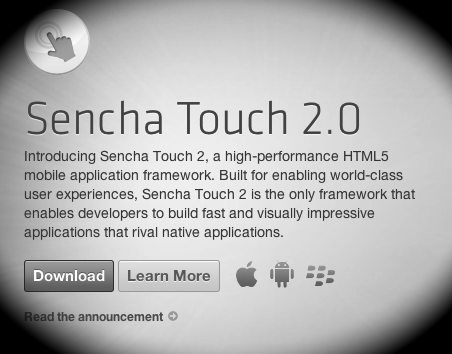 Sencha Touch 2.0
Introducing Sencha Touch 2, a high-performance HTML5
mobile application framework. Built for enabling world-class
user experiences, Sencha Touch 2 is the only framework that
enables developers to build fast and visually impressive
applications that rival native applications.
Download Learn More
Read the announcement